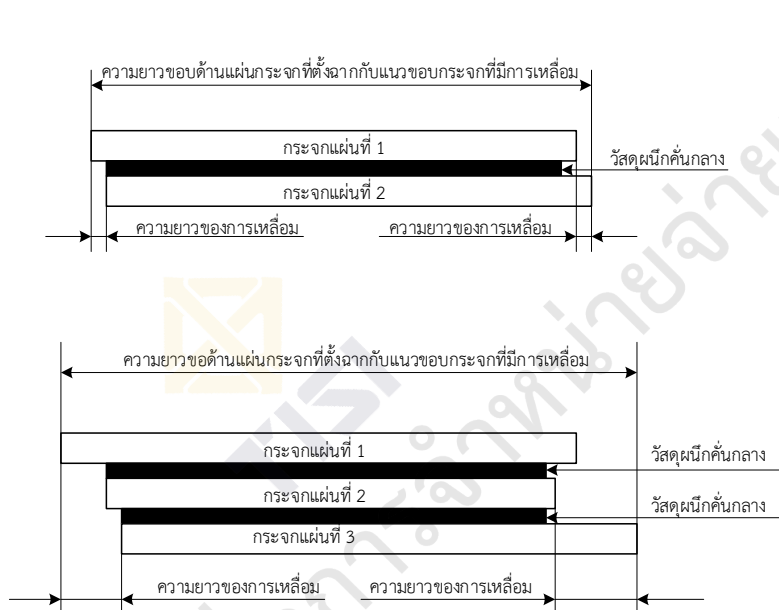 ความยาวขอบด้านแผ่นกระจกที่ตั้งฉากกับแนวขอบกระจกที่มีการเหลื่อม
กระจกแผ่นที่ 1
วัสดุผนึกคั่นกลาง
กระจกแผ่นที่ 2
ความยาวของการเหลื่อม ความยาวของการเหลื่อม
ความยาวขอด้านแผ่นกระจกที่ตั้งฉากกับแนวขอบกระจกที่มีการเหลื่อม
กระจกแผ่นที่ 1
วัสดุผนึกคั่นกลาง
กระจกแผ่นที่ 2
วัสดุผนึกคั่นกลาง
กระจกแผ่นที่ 3
ความยาวของการเหลื่อม ความยาวของการเหลื่อม
TISI